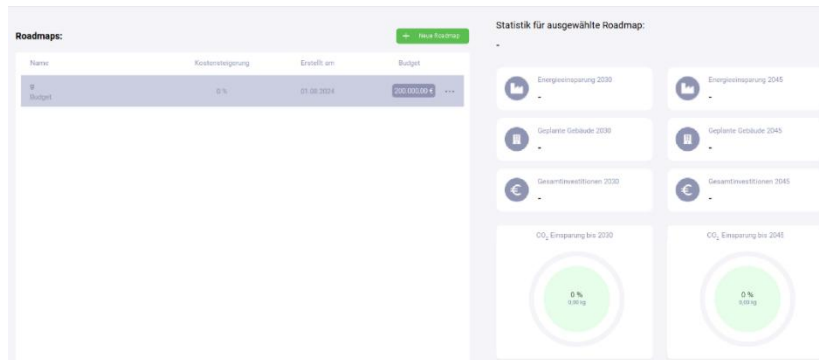 Roadmaps:
+ Neue Roadmap
Name Kostensteigerung Erstellt am Budget
Budget
0 % 01.08.2024 200.000,00 € ...
Statistik für ausgewählte Roadmap:
-
Energieeinsparung 2030
-
Energieeinsparung 2045
-
Geplante Gebäude 2030
-
Geplante Gebäude 2045
-
Gesamtinvestitionen 2030
-
Gesamtinvestitionen 2045
-
CO₂ Einsparung bis 2030
0 %
0,00 kg
CO₂ Einsparung bis 2045
0 %
0,00 kg